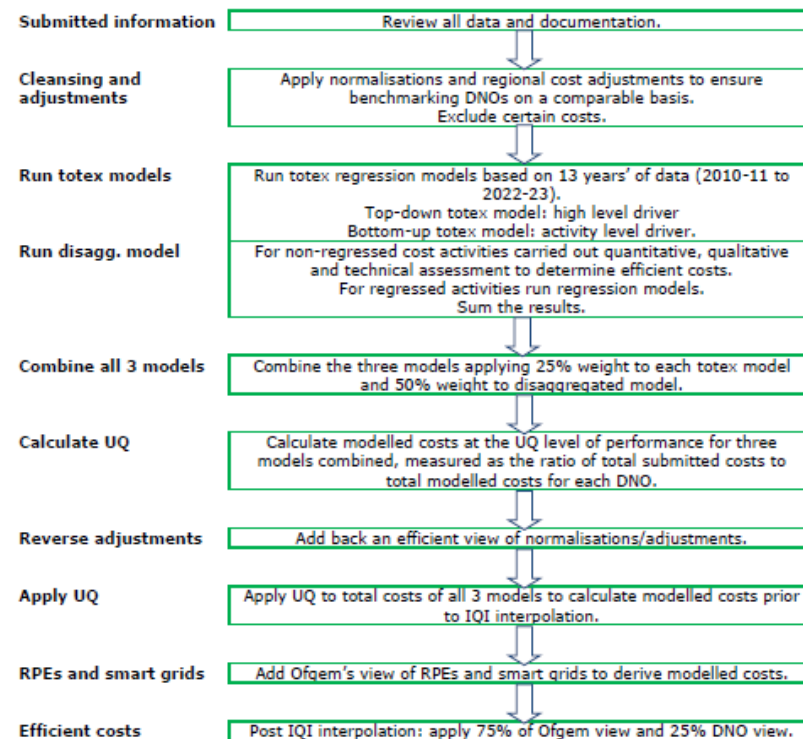 Submitted information
Review all data and documentation.
Cleansing and
adjustments
Apply normalisations and regional cost adjustments to ensure
benchmarking DNOs on a comparable basis.
Exclude certain costs.
Run totex models
Run totex regression models based on 13 years' of data (2010-11 to
2022-23).
Top-down totex model: high level driver
Bottom-up totex model: activity level driver.
Run disagg. model
For non-regressed cost activities carried out quantitative, qualitative
and technical assessment to determine efficient costs.
For regressed activities run regression models.
Sum the results.
Combine all 3 models
Combine the three models applying 25% weight to each totex model
and 50% weight to disaggregated model.
Calculate UQ
Calculate modelled costs at the UQ level of performance for three
models combined, measured as the ratio of total submitted costs to
total modelled costs for each DNO.
Reverse adjustments
Add back an efficient view of normalisations/adjustments.
Apply UQ
Apply UQ to total costs of all 3 models to calculate modelled costs prior
to IQI interpolation.
RPEs and smart grids
Add Ofgem's view of RPEs and smart grids to derive modelled costs.
Efficient costs
Post IQI interpolation: apply 75% of Ofgem view and 25% DNO view.